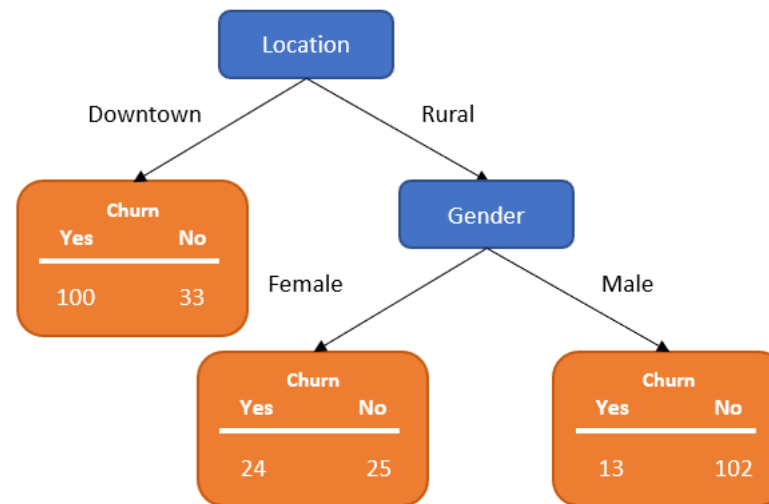 Location
Downtown
Rural
Churn
Yes No
100 33
Gender
Female
Male
Churn
Yes No
24 25
Churn
Yes No
13 102